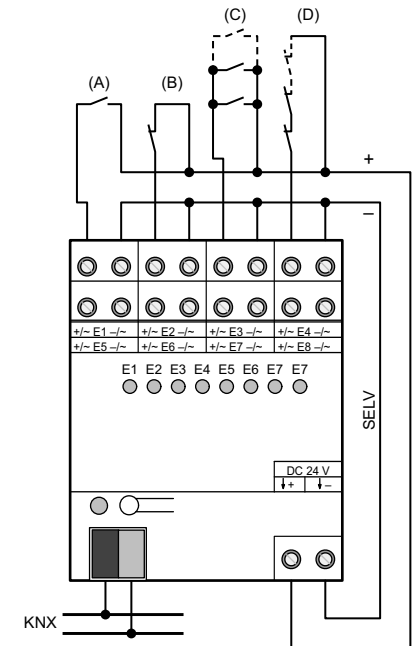 (C) (D)
(A) (B)
+
–
+/~ E1 –/~ +/~ E2 –/~ +/~ E3 –/~ +/~ E4 –/~
+/~ E5 –/~ +/~ E6 –/~ +/~ E7 –/~ +/~ E8 –/~
E1 E2 E3 E4 E5 E6 E7 E7
SELV
DC 24 V
+ –
KNX